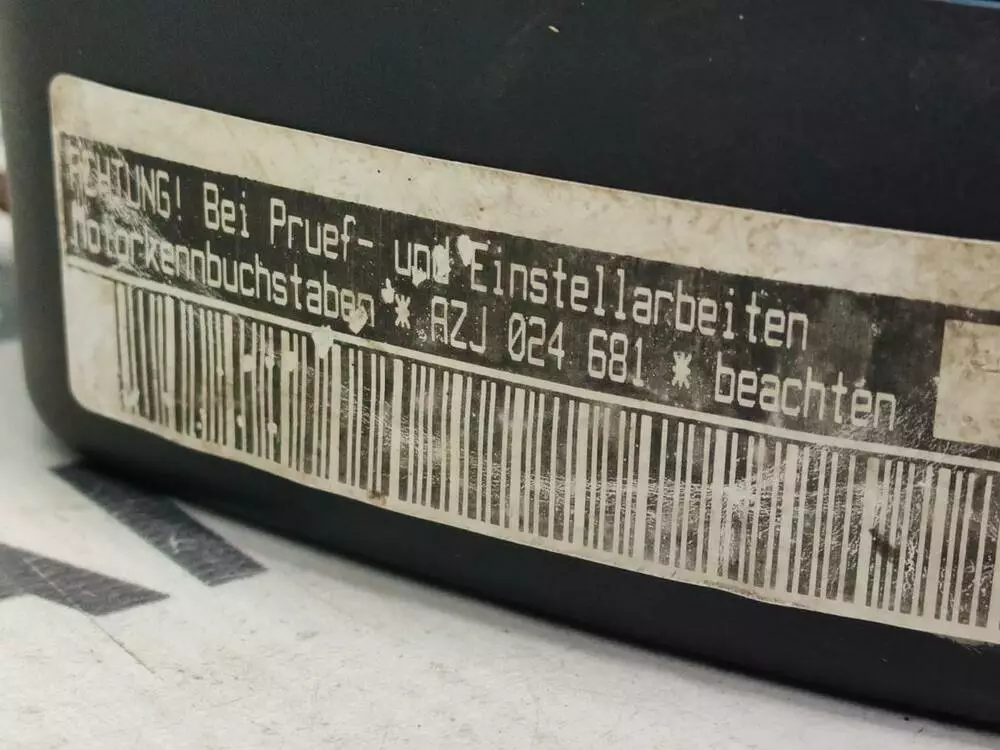 ACHTUNG! Bei Pruef- und Einstellarbeiten
Motorkennbuchstaben * AZJ 024 681 * beachten